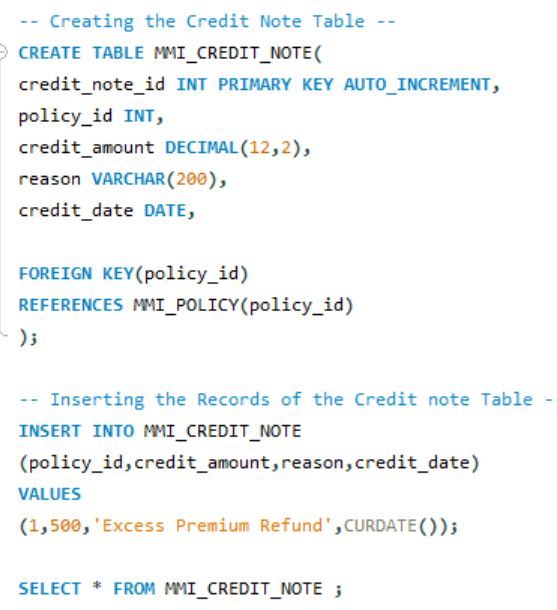 -- Creating the Credit Note Table --
CREATE TABLE MMI_CREDIT_NOTE(
credit_note_id INT PRIMARY KEY AUTO_INCREMENT,
policy_id INT,
credit_amount DECIMAL(12,2),
reason VARCHAR(200),
credit_date DATE,
FOREIGN KEY(policy_id)
REFERENCES MMI_POLICY(policy_id)
);
-- Inserting the Records of the Credit note Table --
INSERT INTO MMI_CREDIT_NOTE
(policy_id,credit_amount,reason,credit_date)
VALUES
(1,500,'Excess Premium Refund',CURDATE());
SELECT * FROM MMI_CREDIT_NOTE ;